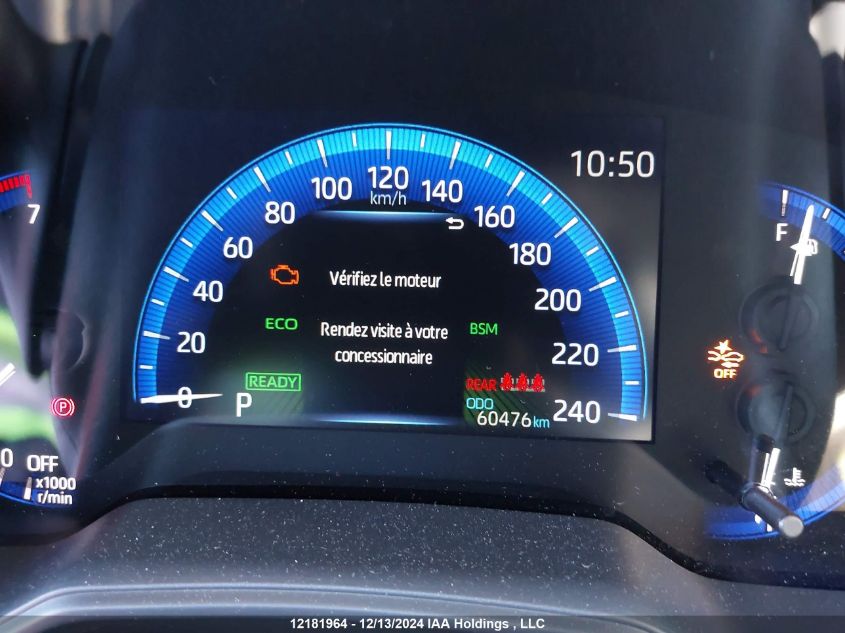 10:50
0 20 40 60 80 100 120 140 160 180 200 220 240
km/h
7
F
Vérifiez le moteur
ECO
Rendez visite à votre
concessionnaire
BSM
READY
REAR
P
ODO
60476 km
OFF
P
0 OFF
x1000
r/min
12181964 - 12/13/2024 IAA Holdings , LLC